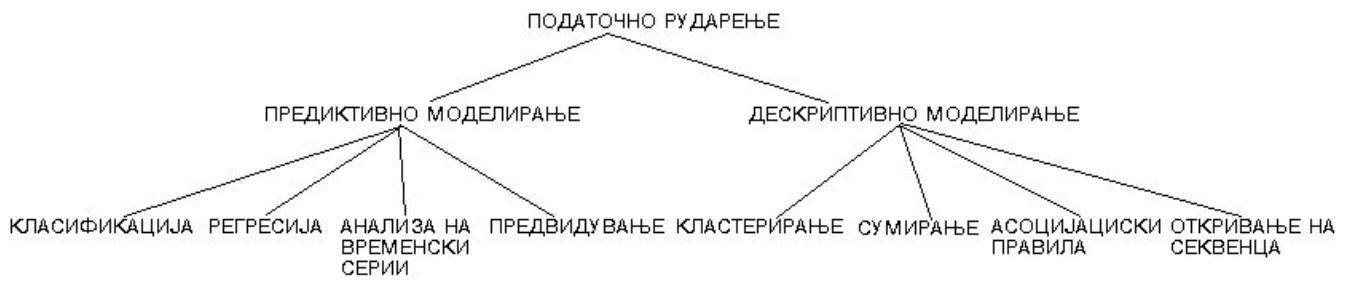 ПОДАТОЧНО РУДАРЕЊЕ
ПРЕДИКТИВНО МОДЕЛИРАЊЕ
ДЕСКРИПТИВНО МОДЕЛИРАЊЕ
КЛАСИФИКАЦИЈА
РЕГРЕСИЈА
АНАЛИЗА НА
ВРЕМЕНСКИ
СЕРИИ
ПРЕДВИДУВАЊЕ
КЛАСТЕРИРАЊЕ
СУМИРАЊЕ
АСОЦИЈАЦИСКИ
ПРАВИЛА
ОТКРИВАЊЕ НА
СЕКВЕНЦА